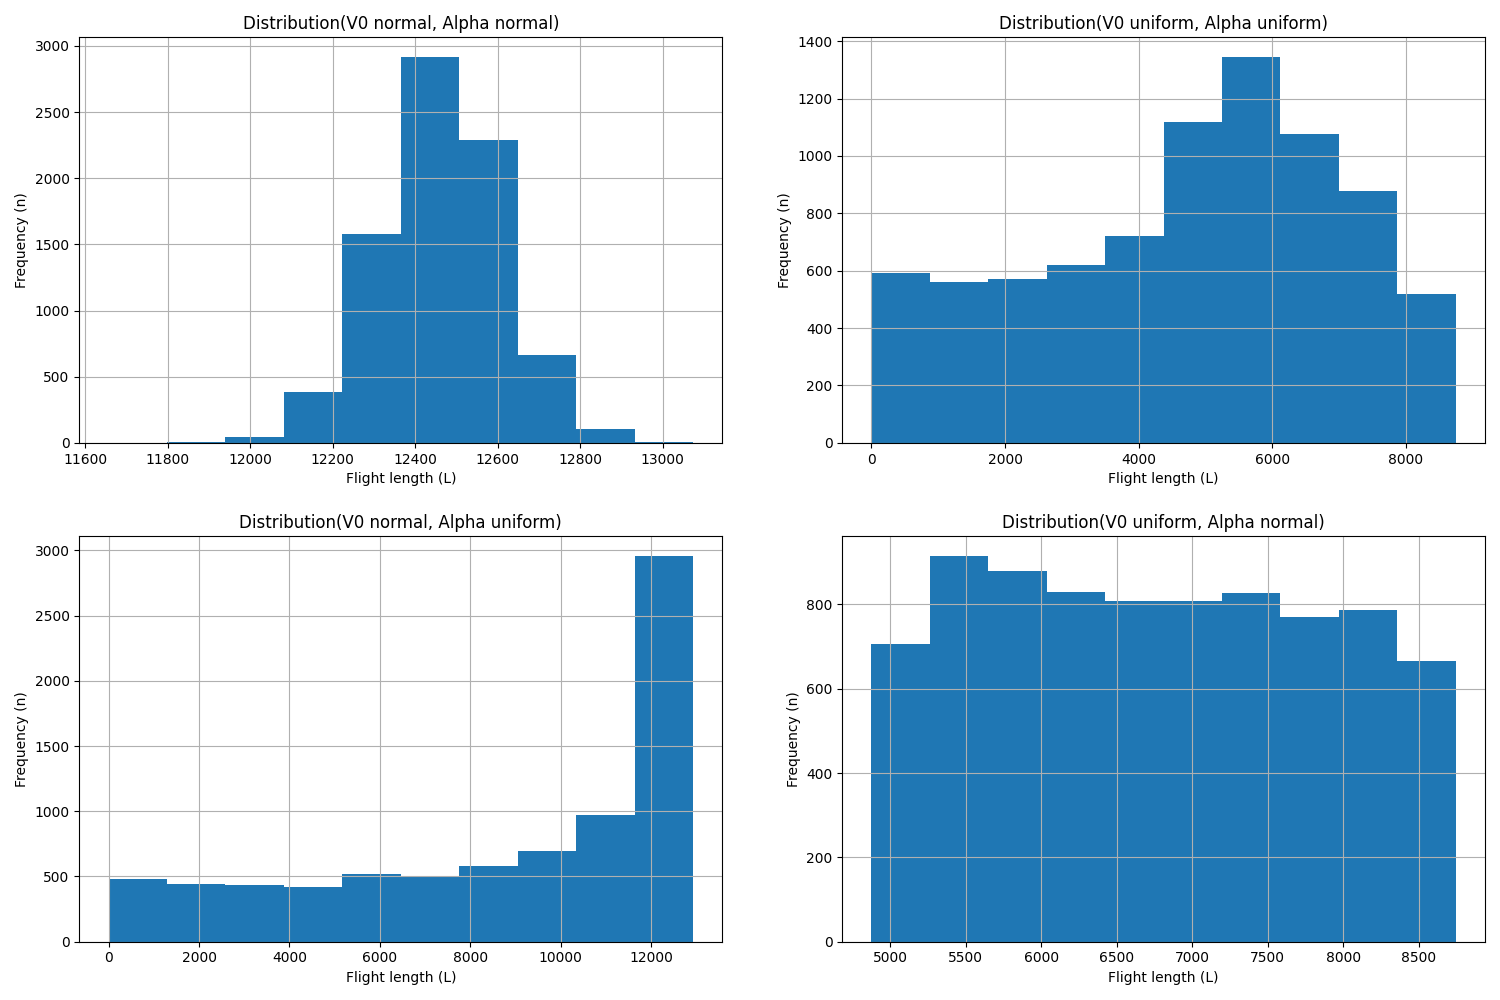 Distribution(V0 normal, Alpha normal)
3000
2500
2000
1500
1000
500
0
Frequency (n)
11600 11800 12000 12200 12400 12600 12800 13000
Flight length (L)
Distribution(V0 uniform, Alpha uniform)
1400
1200
1000
800
600
400
200
0
Frequency (n)
0 2000 4000 6000 8000
Flight length (L)
Distribution(V0 normal, Alpha uniform)
3000
2500
2000
1500
1000
500
0
Frequency (n)
0 2000 4000 6000 8000 10000 12000
Flight length (L)
Distribution(V0 uniform, Alpha normal)
800
600
400
200
0
Frequency (n)
5000 5500 6000 6500 7000 7500 8000 8500
Flight length (L)